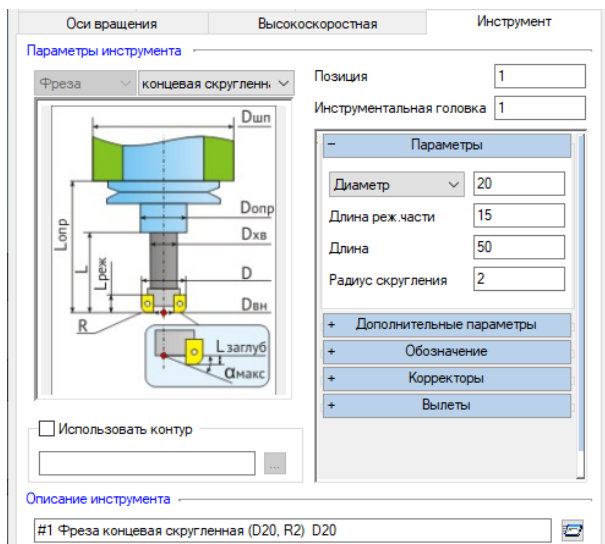 Оси вращения Высокоскоростная Инструмент
Параметры инструмента
Фреза концевая скругленн
Позиция 1
Инструментальная головка 1
Dшп
Dопр
Dхв
D
Dвн
Lопр
L
Lреж
R
L заглуб
αмакс
− Параметры
Диаметр 20
Длина реж.части 15
Длина 50
Радиус скругления 2
+ Дополнительные параметры
+ Обозначение
+ Корректоры
+ Вылеты
Использовать контур
...
Описание инструмента
#1 Фреза концевая скругленная (D20, R2) D20